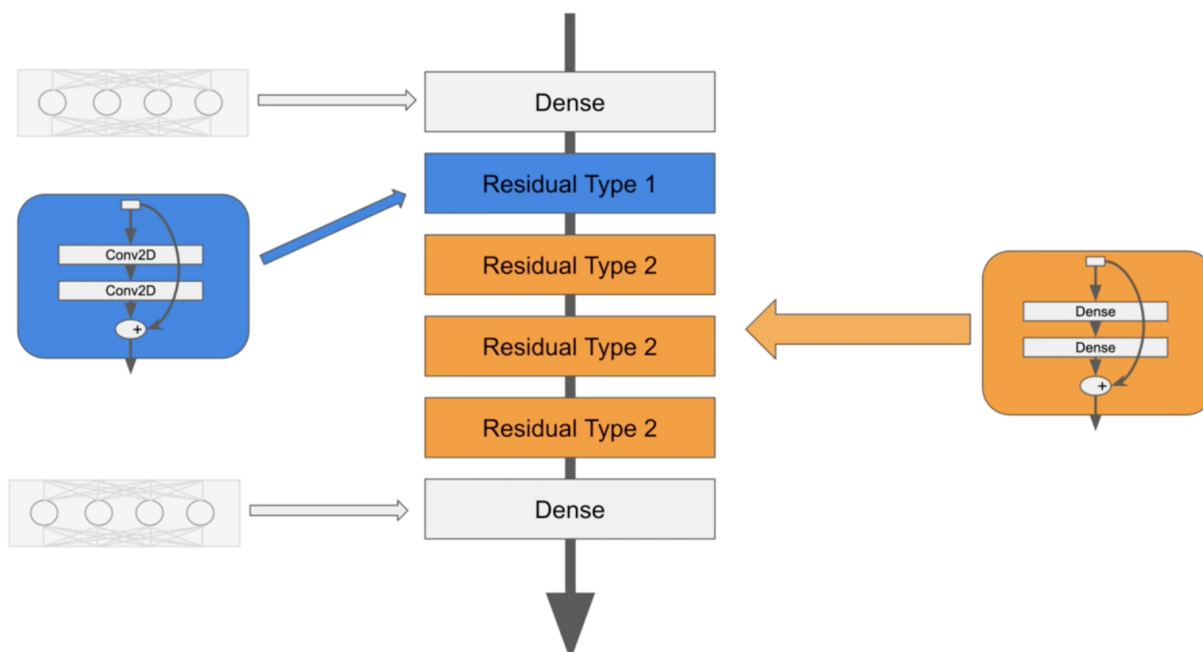 Dense
Residual Type 1
Conv2D
Conv2D
+
Residual Type 2
Residual Type 2
Residual Type 2
Dense
Dense
+
Dense